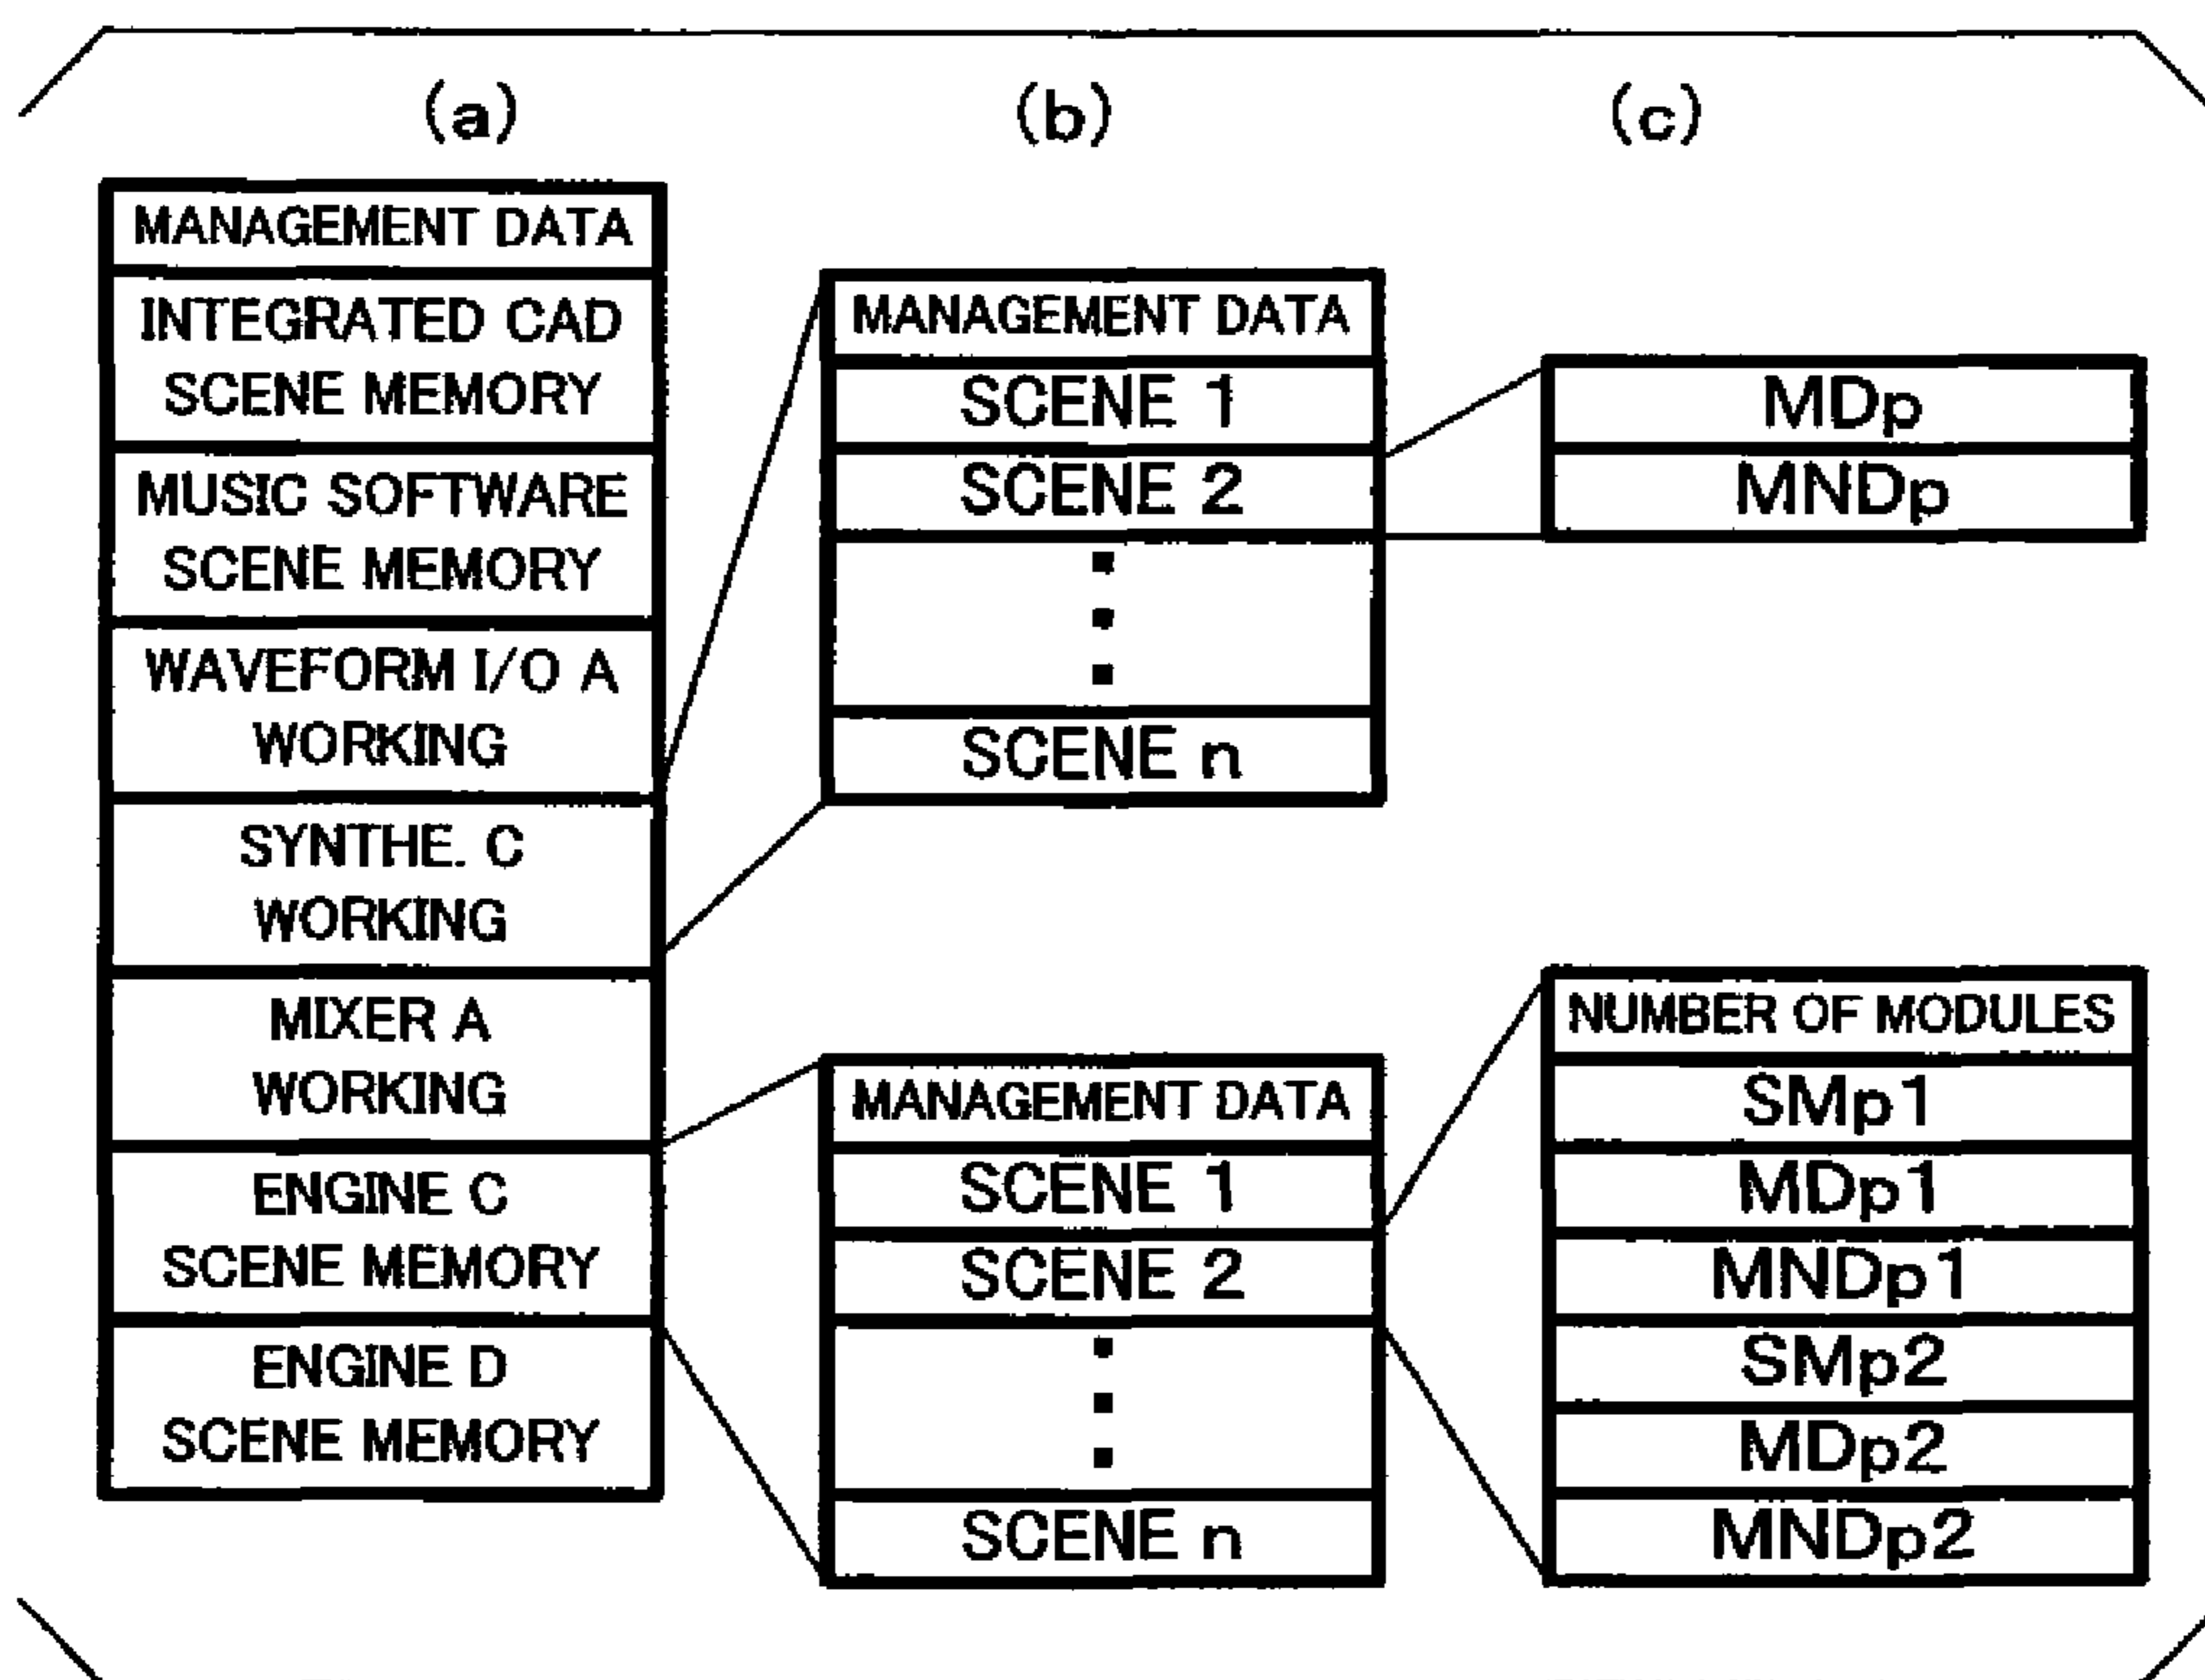 (a)
(b)
(c)
MANAGEMENT DATA
INTEGRATED CAD
SCENE MEMORY
MUSIC SOFTWARE
SCENE MEMORY
WAVEFORM I/O A
WORKING
SYNTHE. C
WORKING
MIXER A
WORKING
ENGINE C
SCENE MEMORY
ENGINE D
SCENE MEMORY
MANAGEMENT DATA
SCENE 1
SCENE 2
SCENE n
MANAGEMENT DATA
SCENE 1
SCENE 2
SCENE n
MDp
MNDp
NUMBER OF MODULES
SMp1
MDp1
MNDp1
SMp2
MDp2
MNDp2